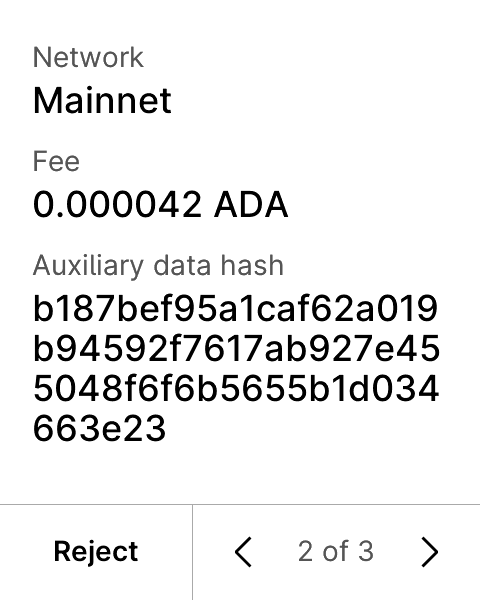 Network
Mainnet
Fee
0.000042 ADA
Auxiliary data hash
b187bef95a1caf62a019
b94592f7617ab927e45
5048f6f6b5655b1d034
663e23
Reject
2 of 3